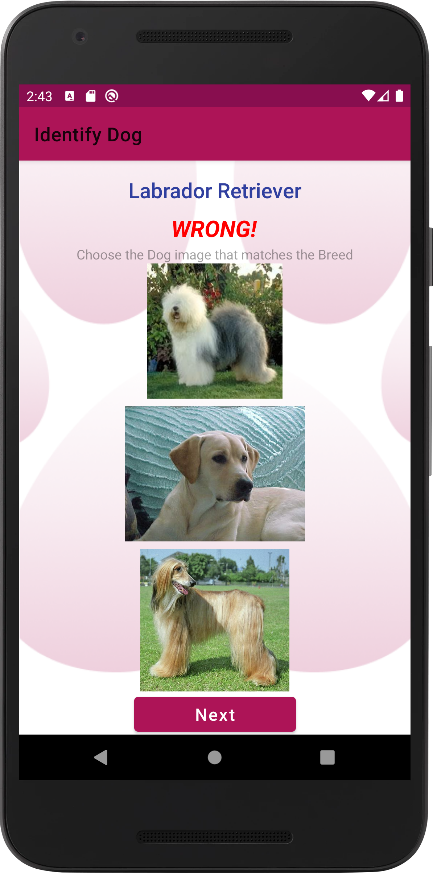 2:43
Identify Dog
Labrador Retriever
WRONG!
Choose the Dog image that matches the Breed
Next